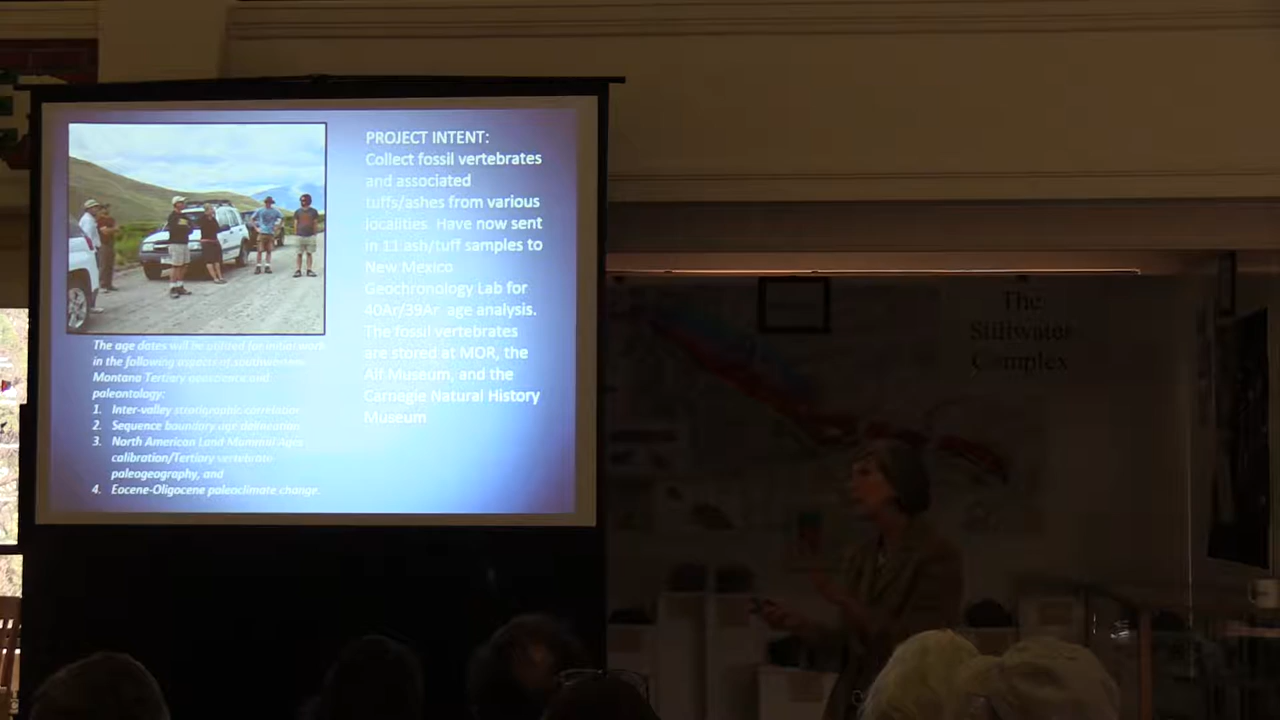 PROJECT INTENT:
Collect fossil vertebrates
and associated
tuffs/ashes from various
localities. Have now sent
in 11 ash/tuff samples to
New Mexico
Geochronology Lab for
40Ar/39Ar age analysis.
The fossil vertebrates
are stored at MOR, the
Alf Museum, and the
Carnegie Natural History
Museum
The age dates will be utilized for initial work
in the following aspects of southwestern
Montana Tertiary geoscience and
paleontology:
1. Inter-valley stratigraphic correlation
2. Sequence boundary age delineation
3. North American Land Mammal Ages
calibration/Tertiary vertebrate
paleogeography, and
4. Eocene-Oligocene paleoclimate change.
The
Stillwater
Complex